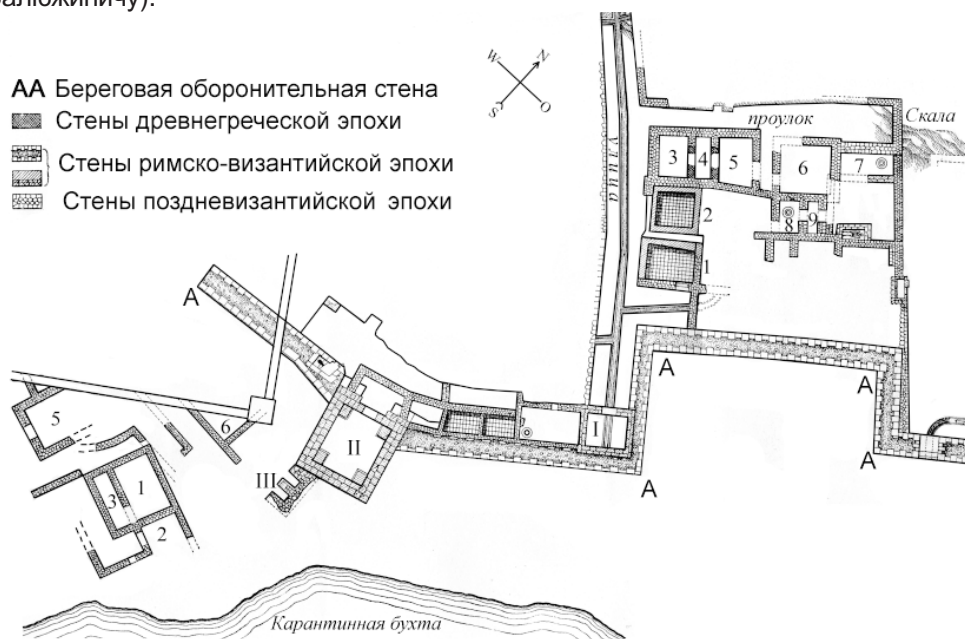 АА Береговая оборонительная стена
Стены древнегреческой эпохи
Стены римско-византийской эпохи
Стены поздневизантийской эпохи
W N
S O
улица
проулок
Скала
3 4 5 6 7
2 8 9
1
А
А А
5 6 II I
А А
III
3 1
2
Карантинная бухта